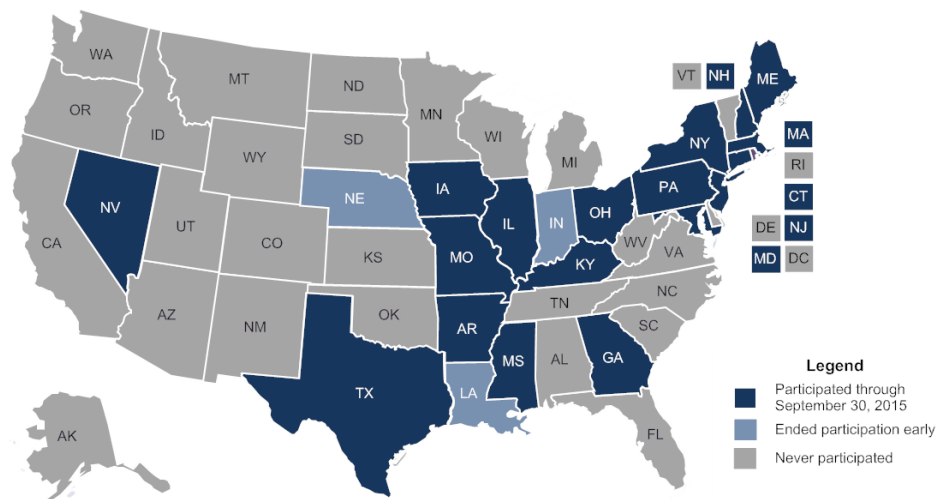 WA
MT
ND
MN
VT
NH
ME
OR
ID
SD
WI
MI
NY
MA
WY
RI
NE
IA
PA
CT
NV
IL
IN
OH
DE
NJ
UT
CO
CA
KS
MO
WV
VA
MD
DC
KY
AZ
NM
OK
TN
NC
AR
SC
MS
AL
GA
TX
LA
FL
AK
Legend
Participated through
September 30, 2015
Ended participation early
Never participated